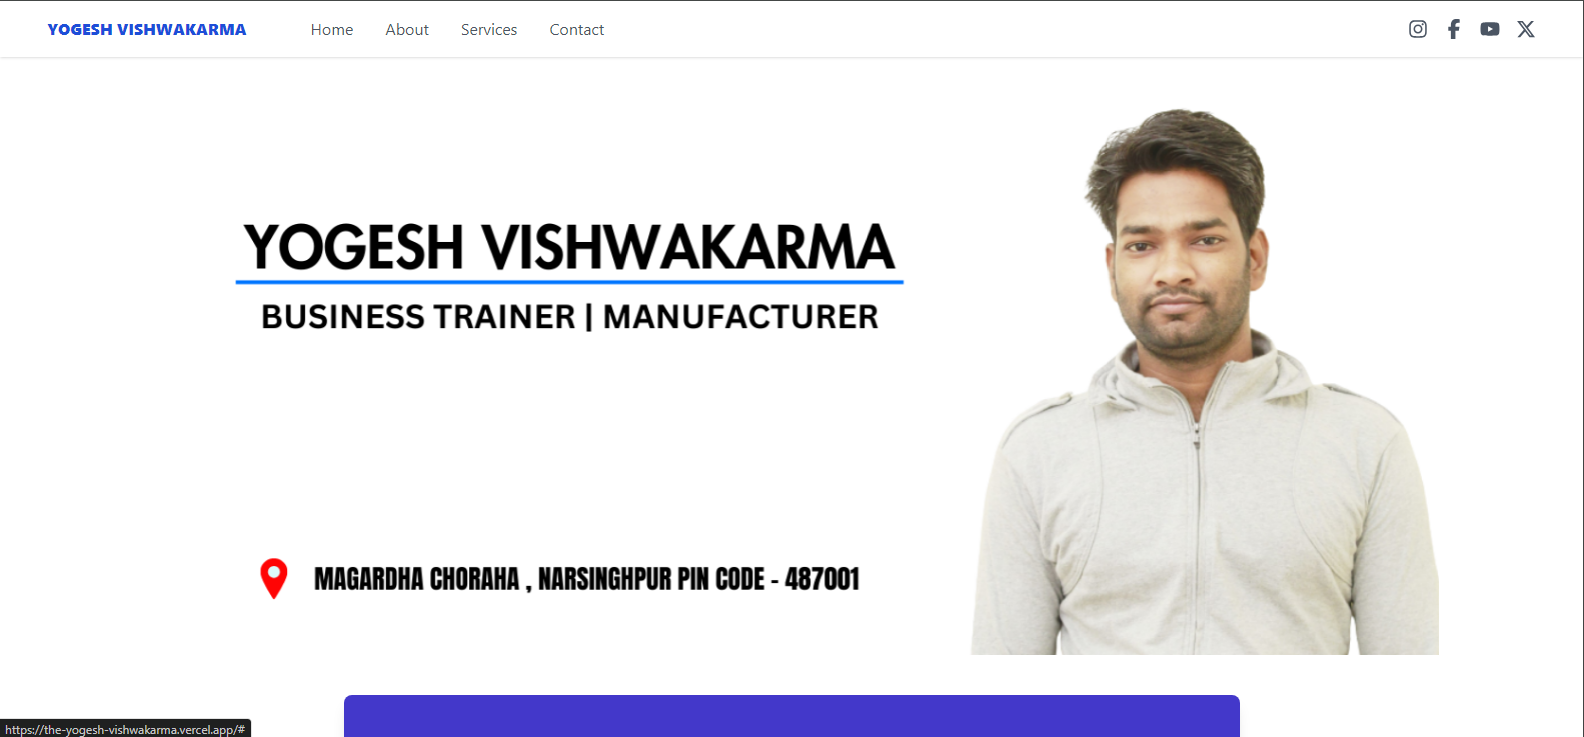 YOGESH VISHWAKARMA
Home
About
Services
Contact
YOGESH VISHWAKARMA
BUSINESS TRAINER | MANUFACTURER
MAGARDHA CHORAHA , NARSINGHPUR PIN CODE - 487001
https://the-yogesh-vishwakarma.vercel.app/#